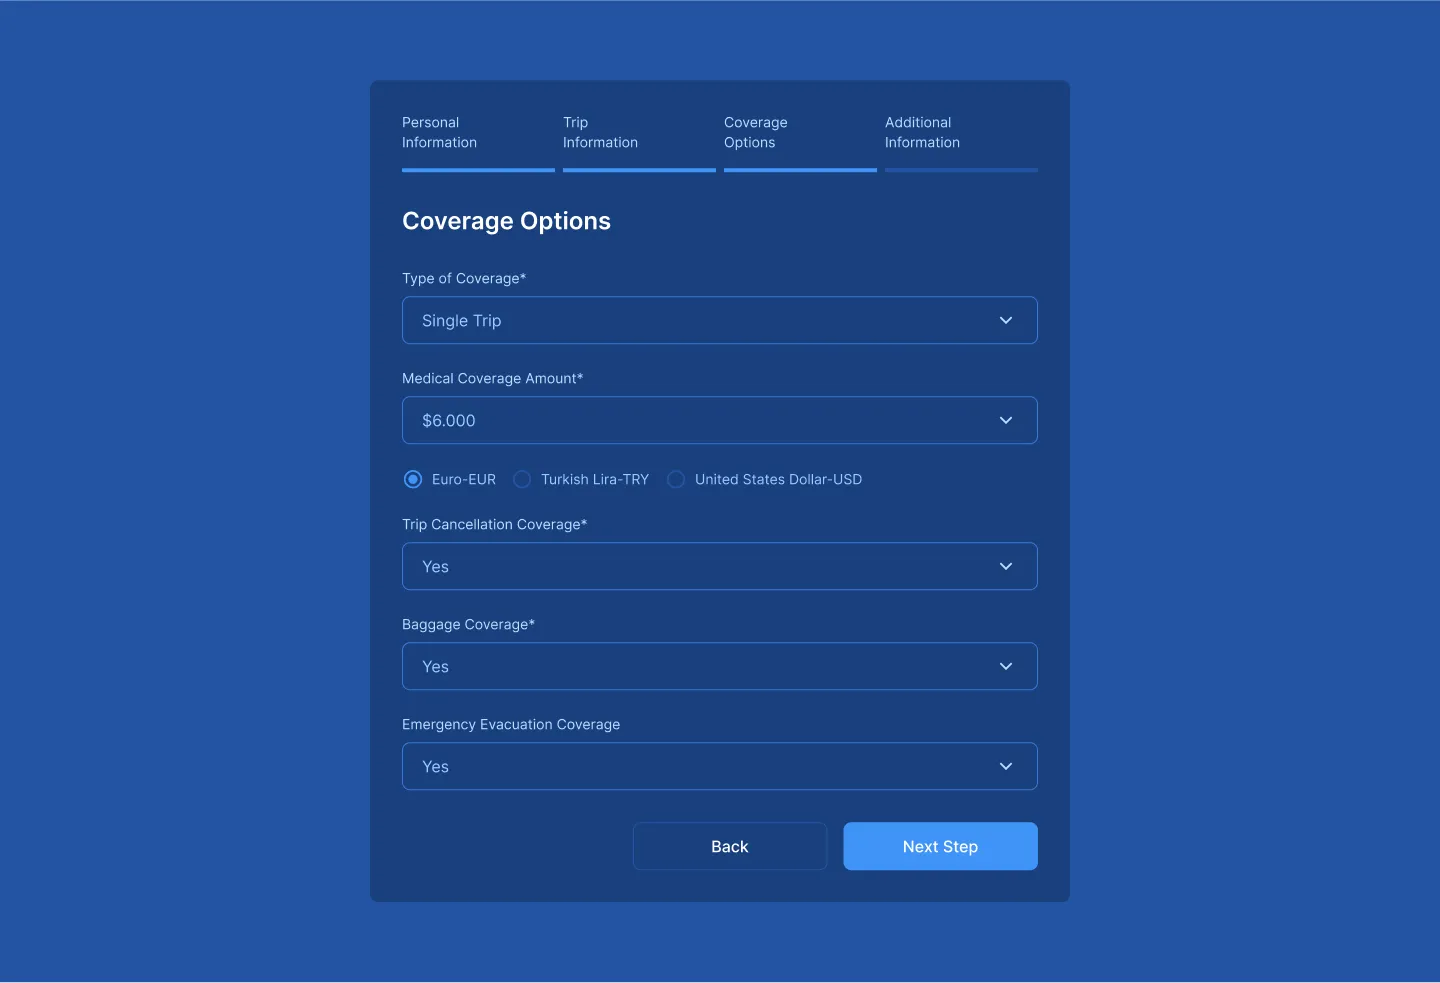 Personal
Information
Trip
Information
Coverage
Options
Additional
Information
Coverage Options
Type of Coverage*
Single Trip
Medical Coverage Amount*
$6.000
Euro-EUR Turkish Lira-TRY United States Dollar-USD
Trip Cancellation Coverage*
Yes
Baggage Coverage*
Yes
Emergency Evacuation Coverage
Yes
Back Next Step